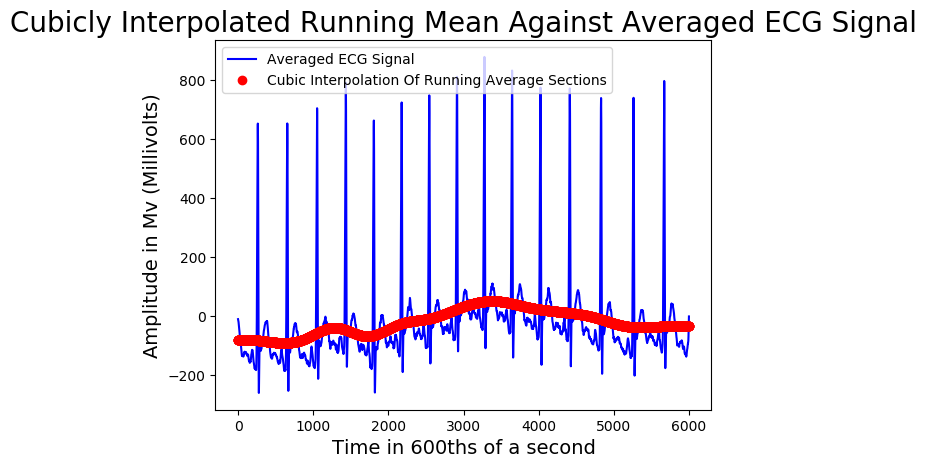 Cubicly Interpolated Running Mean Against Averaged ECG Signal
Averaged ECG Signal
Cubic Interpolation Of Running Average Sections
Amplitude in Mv (Millivolts)
800
600
400
200
0
−200
0 1000 2000 3000 4000 5000 6000
Time in 600ths of a second